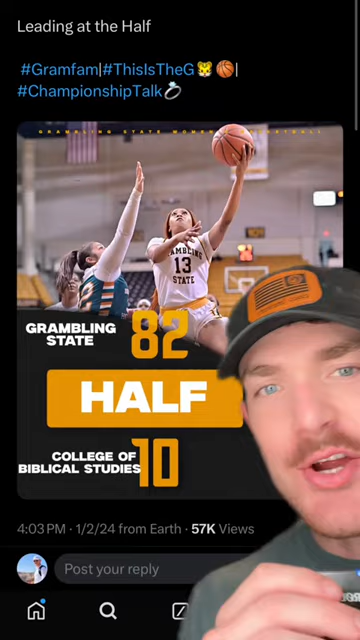 Leading at the Half
#Gramfam|#ThisIsTheG🐯🏀|
#ChampionshipTalk💍
GRAMBLING STATE WOMEN'S BASKETBALL
GRAMBLING
STATE
13
STATE
82
HALF
COLLEGE OF
BIBLICAL STUDIES
10
4:03 PM · 1/2/24 from Earth · 57K Views
Post your reply